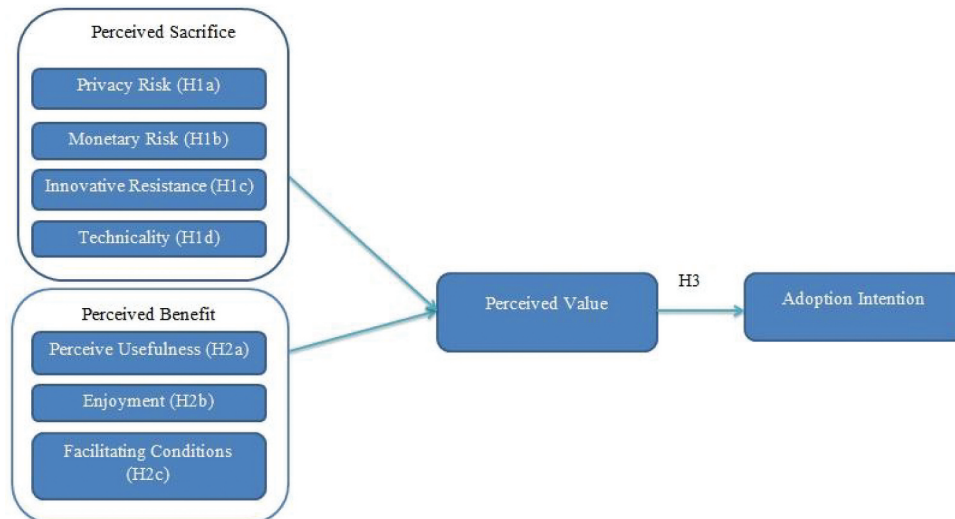 Perceived Sacrifice
Privacy Risk (H1a)
Monetary Risk (H1b)
Innovative Resistance (H1c)
Technicality (H1d)
Perceived Benefit
Perceive Usefulness (H2a)
Enjoyment (H2b)
Facilitating Conditions
(H2c)
Perceived Value
H3
Adoption Intention